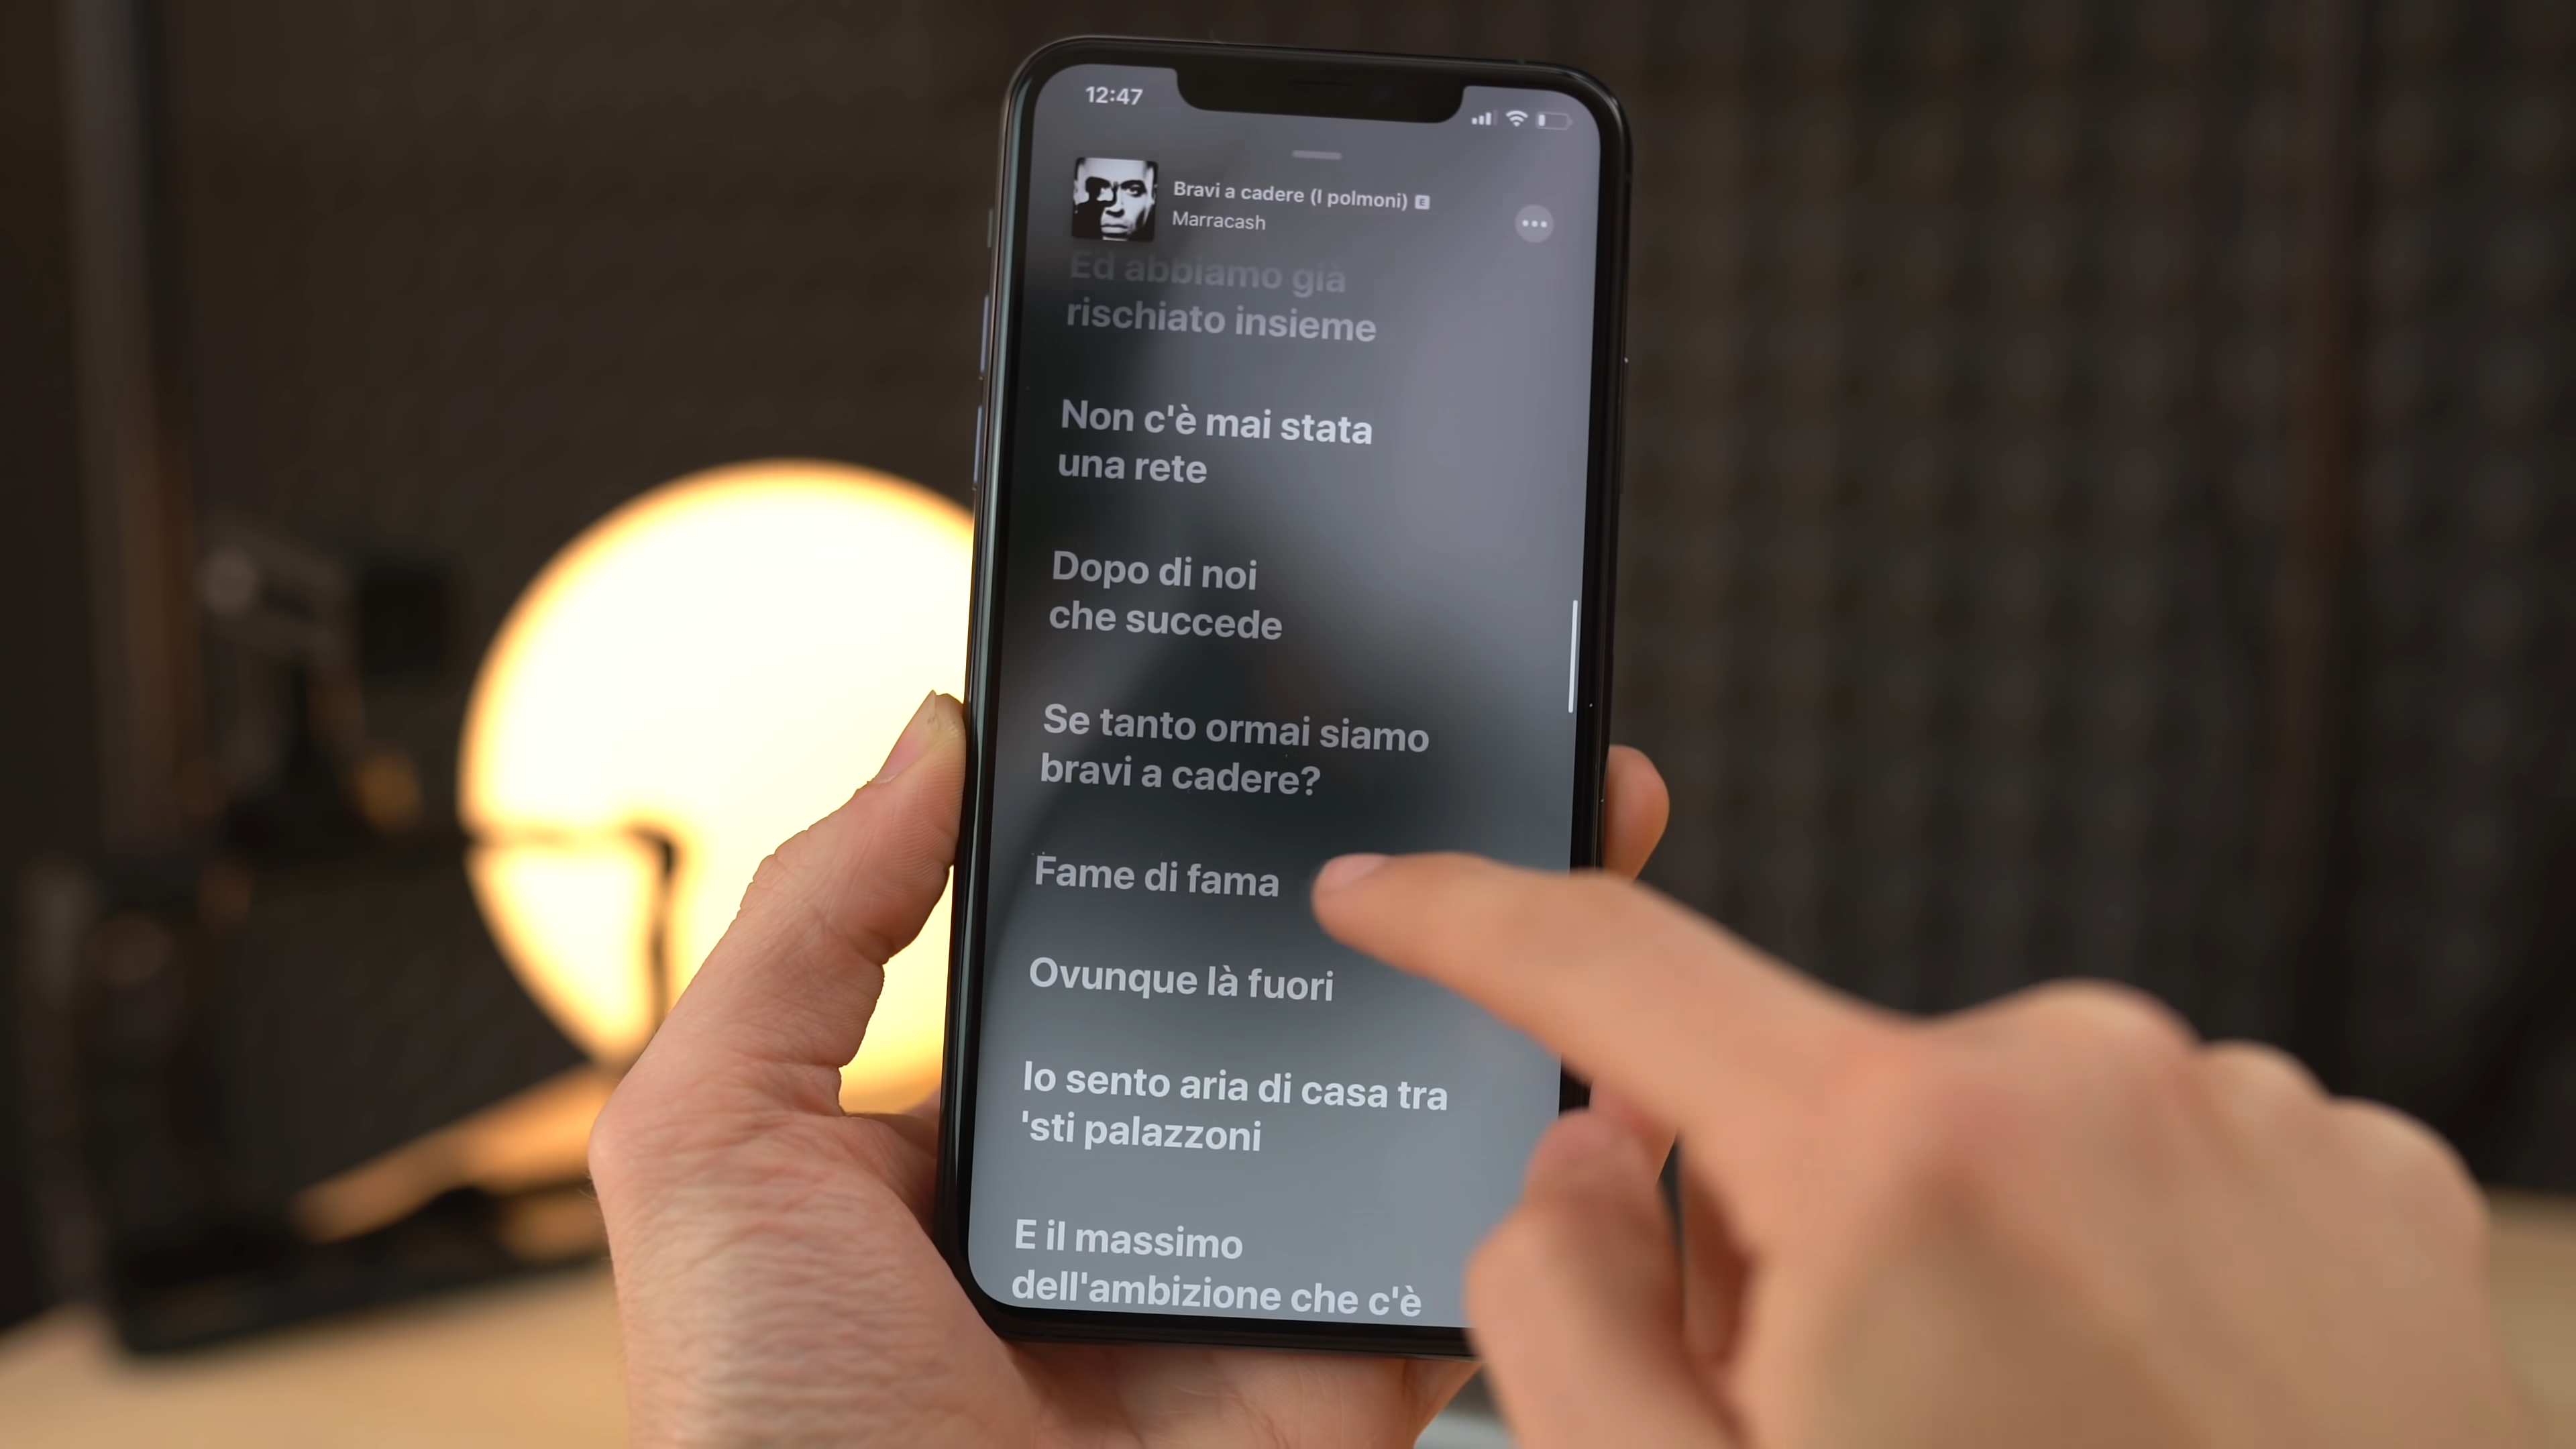 12:47
Bravi a cadere (I polmoni) E
Marracash
Ed abbiamo già
rischiato insieme
Non c'è mai stata
una rete
Dopo di noi
che succede
Se tanto ormai siamo
bravi a cadere?
Fame di fama
Ovunque là fuori
Io sento aria di casa tra
'sti palazzoni
E il massimo
dell'ambizione che c'è